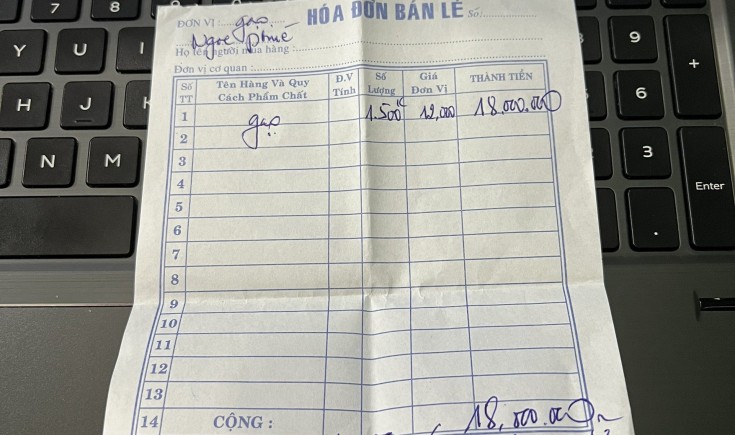 7 8 9 +
Y U I
H J K 6
N M 3 Enter
.
HÓA ĐƠN BÁN LẺ Số:
ĐƠN VỊ: gạo
Ngọc phú
Họ tên người mua hàng :
Đơn vị cơ quan :
Số TT Tên Hàng Và Quy Cách Phẩm Chất Đ.V Tính Số Lượng Giá Đơn Vị THÀNH TIỀN
1 gạo 1.500K 12,000 18.000.000
2
3
4
5
6
7
8
9
10
11
12
13
14 CỘNG : 18,000.000